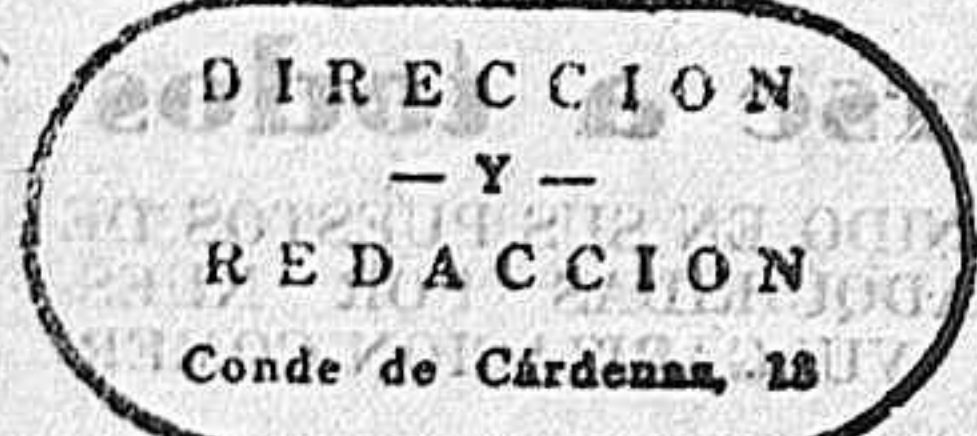 DIRECCION
— Y —
REDACCION
Conde de Cárdenas, 18